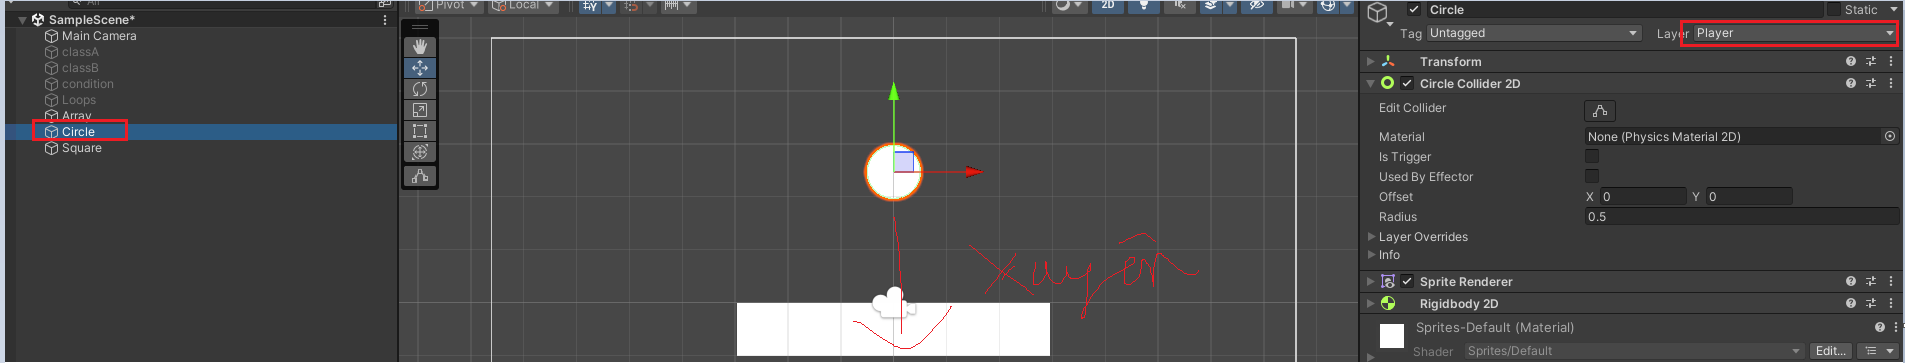 All
Pivot Local 2D
SampleScene*
Main Camera
classA
classB
condition
Loops
Array
Circle
Square
Circle Static
Tag Untagged Layer Player
Transform
Circle Collider 2D
Edit Collider
Material None (Physics Material 2D)
Is Trigger
Used By Effector
Offset X 0 Y 0
Radius 0.5
Layer Overrides
Info
Sprite Renderer
Rigidbody 2D
Sprites-Default (Material)
Shader Sprites/Default Edit...